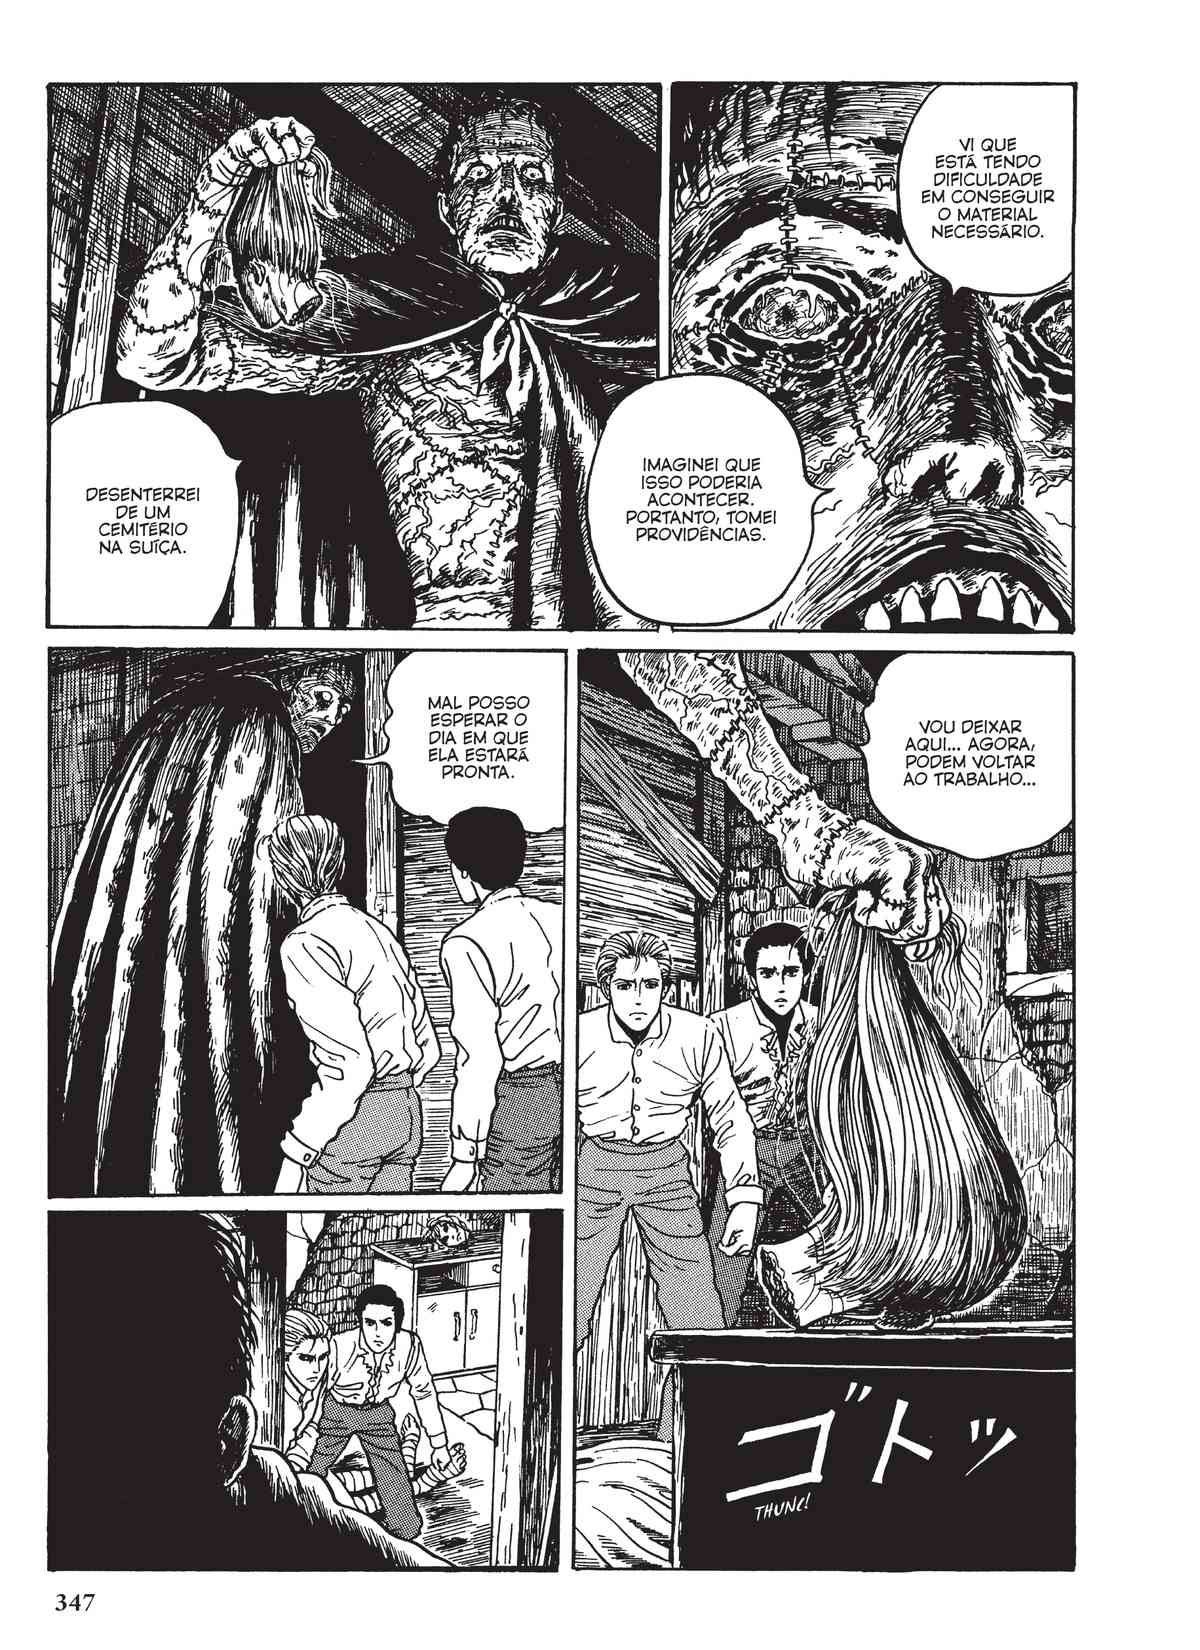 VI QUE
ESTÁ TENDO
DIFICULDADE
EM CONSEGUIR
O MATERIAL
NECESSÁRIO.
IMAGINEI QUE
ISSO PODERIA
ACONTECER.
PORTANTO, TOMEI
PROVIDÊNCIAS.
DESENTERREI
DE UM
CEMITÉRIO
NA SUÍÇA.
VOU DEIXAR
AQUI... AGORA,
PODEM VOLTAR
AO TRABALHO...
ゴトッ
THUNC!
MAL POSSO
ESPERAR O
DIA EM QUE
ELA ESTARÁ
PRONTA.
347